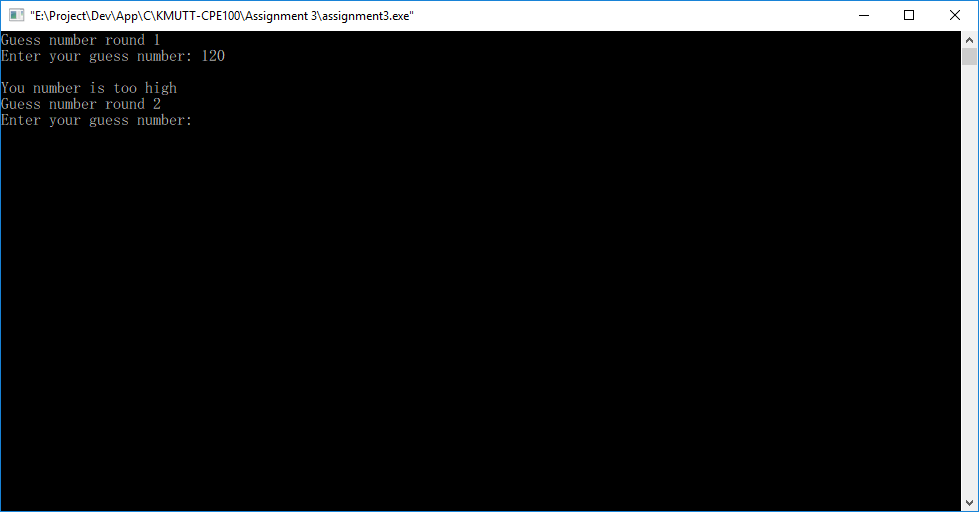 "E:\Project\Dev\App\C\KMUTT-CPE100\Assignment 3\assignment3.exe"
Guess number round 1
Enter your guess number: 120
You number is too high
Guess number round 2
Enter your guess number: